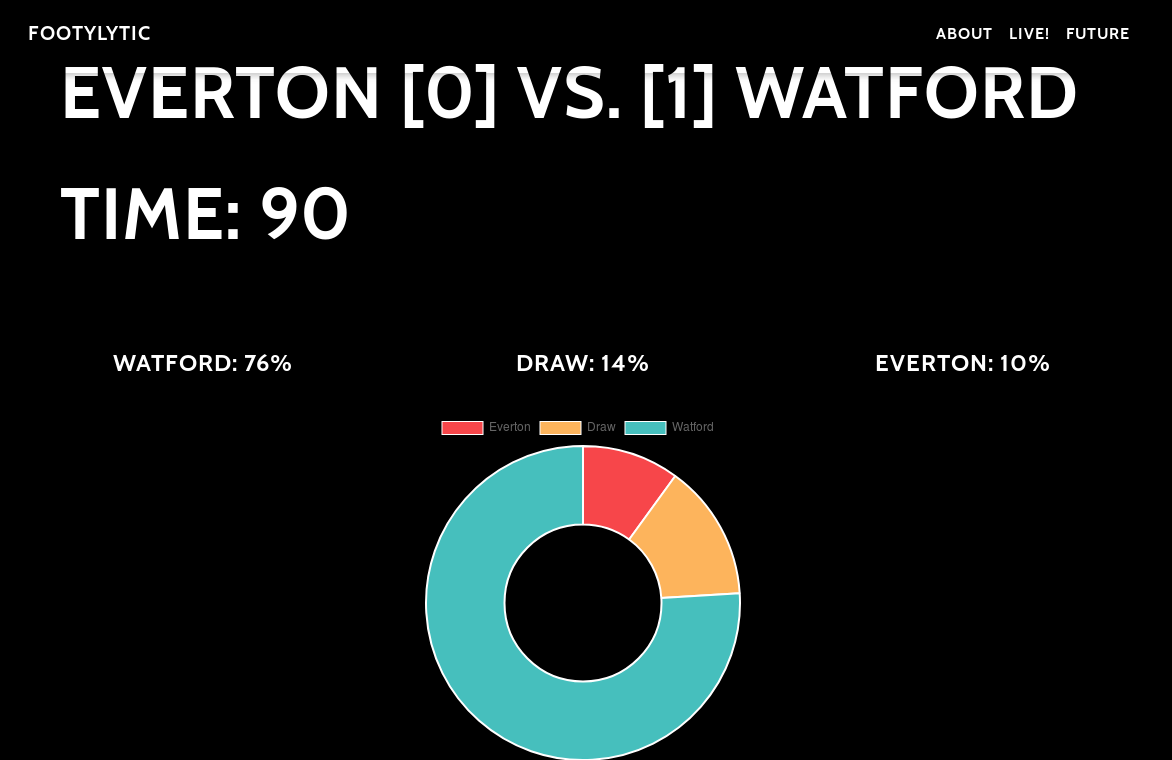 FOOTYLYTIC
ABOUT LIVE! FUTURE
EVERTON [0] VS. [1] WATFORD
TIME: 90
WATFORD: 76% DRAW: 14% EVERTON: 10%
Everton Draw Watford